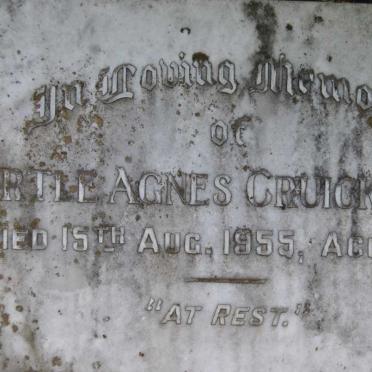 In Loving Memo
of
RTLE AGNES CRUICK
IED 15TH AUG. 1955, AG
"AT REST."